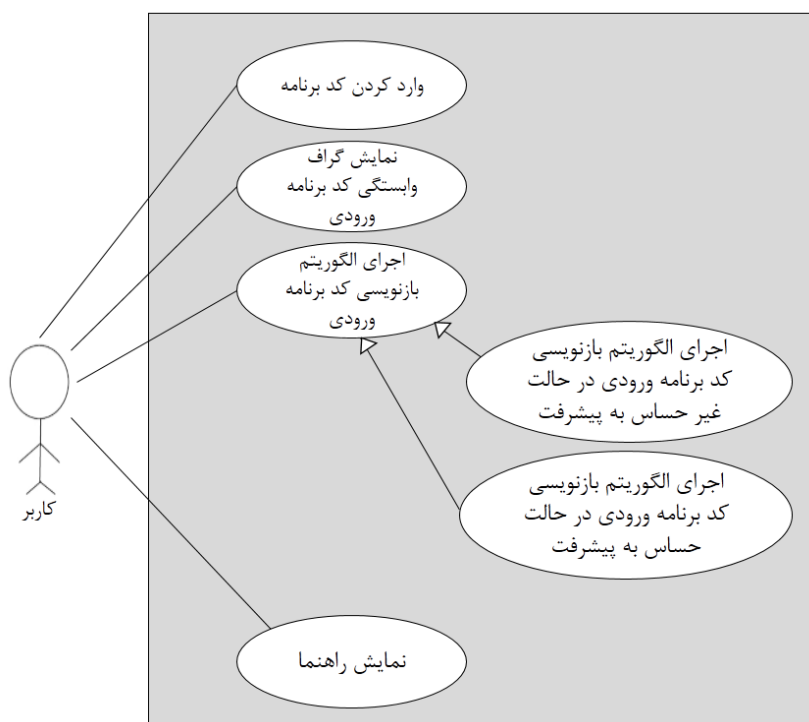 وارد کردن کد برنامه
نمایش گراف
وابستگی کد برنامه
ورودی
اجرای الگوریتم
بازنویسی کد برنامه
ورودی
اجرای الگوریتم بازنویسی
کد برنامه ورودی در حالت
غیر حساس به پیشرفت
اجرای الگوریتم بازنویسی
کد برنامه ورودی در حالت
حساس به پیشرفت
کاربر
نمایش راهنما